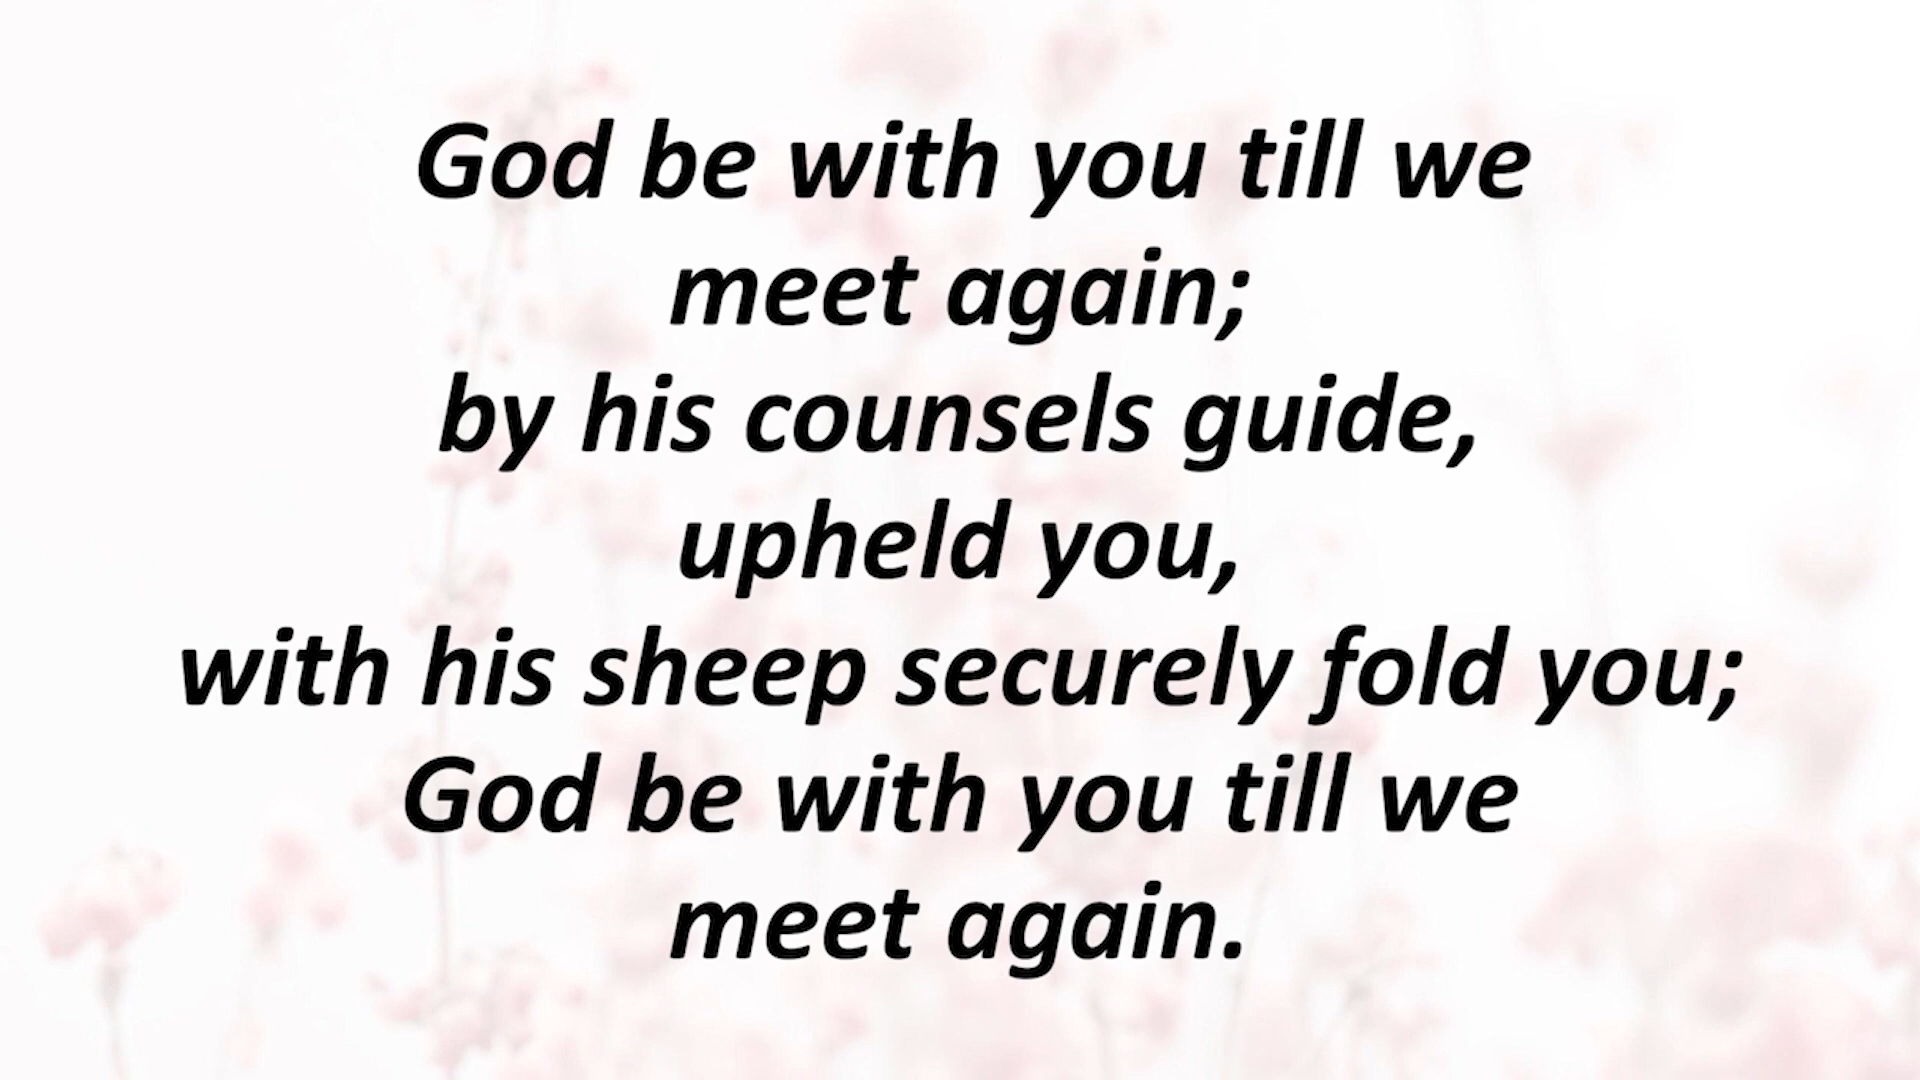 God be with you till we
meet again;
by his counsels guide,
upheld you,
with his sheep securely fold you;
God be with you till we
meet again.